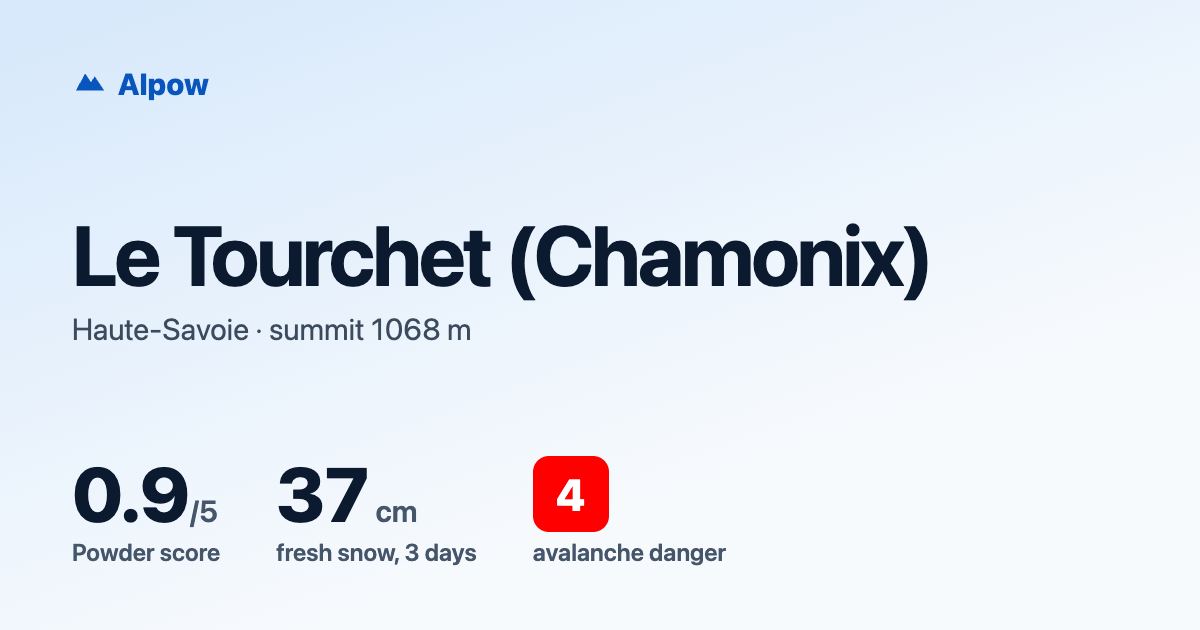 Alpow
Le Tourchet (Chamonix)
Haute-Savoie · summit 1068 m
0.9/5
Powder score
37 cm
fresh snow, 3 days
4
avalanche danger